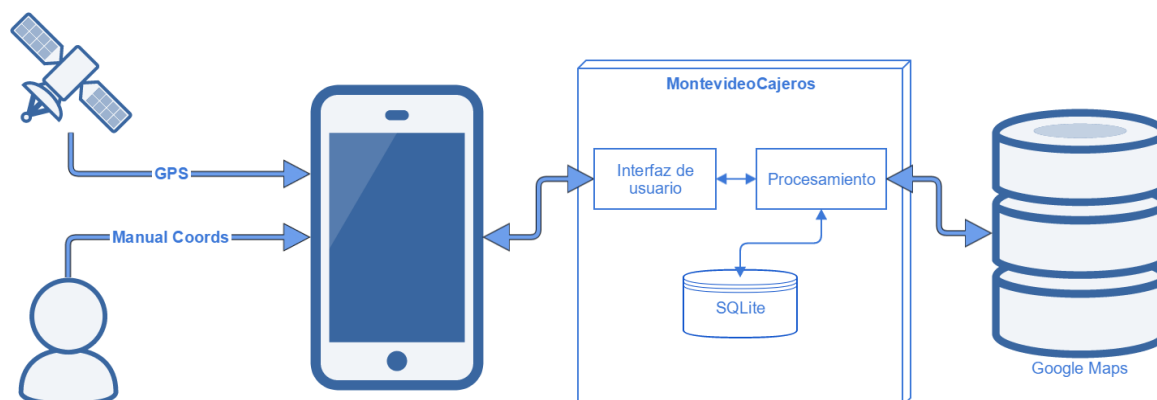 MontevideoCajeros
GPS
Manual Coords
Interfaz de
usuario
Procesamiento
SQLite
Google Maps